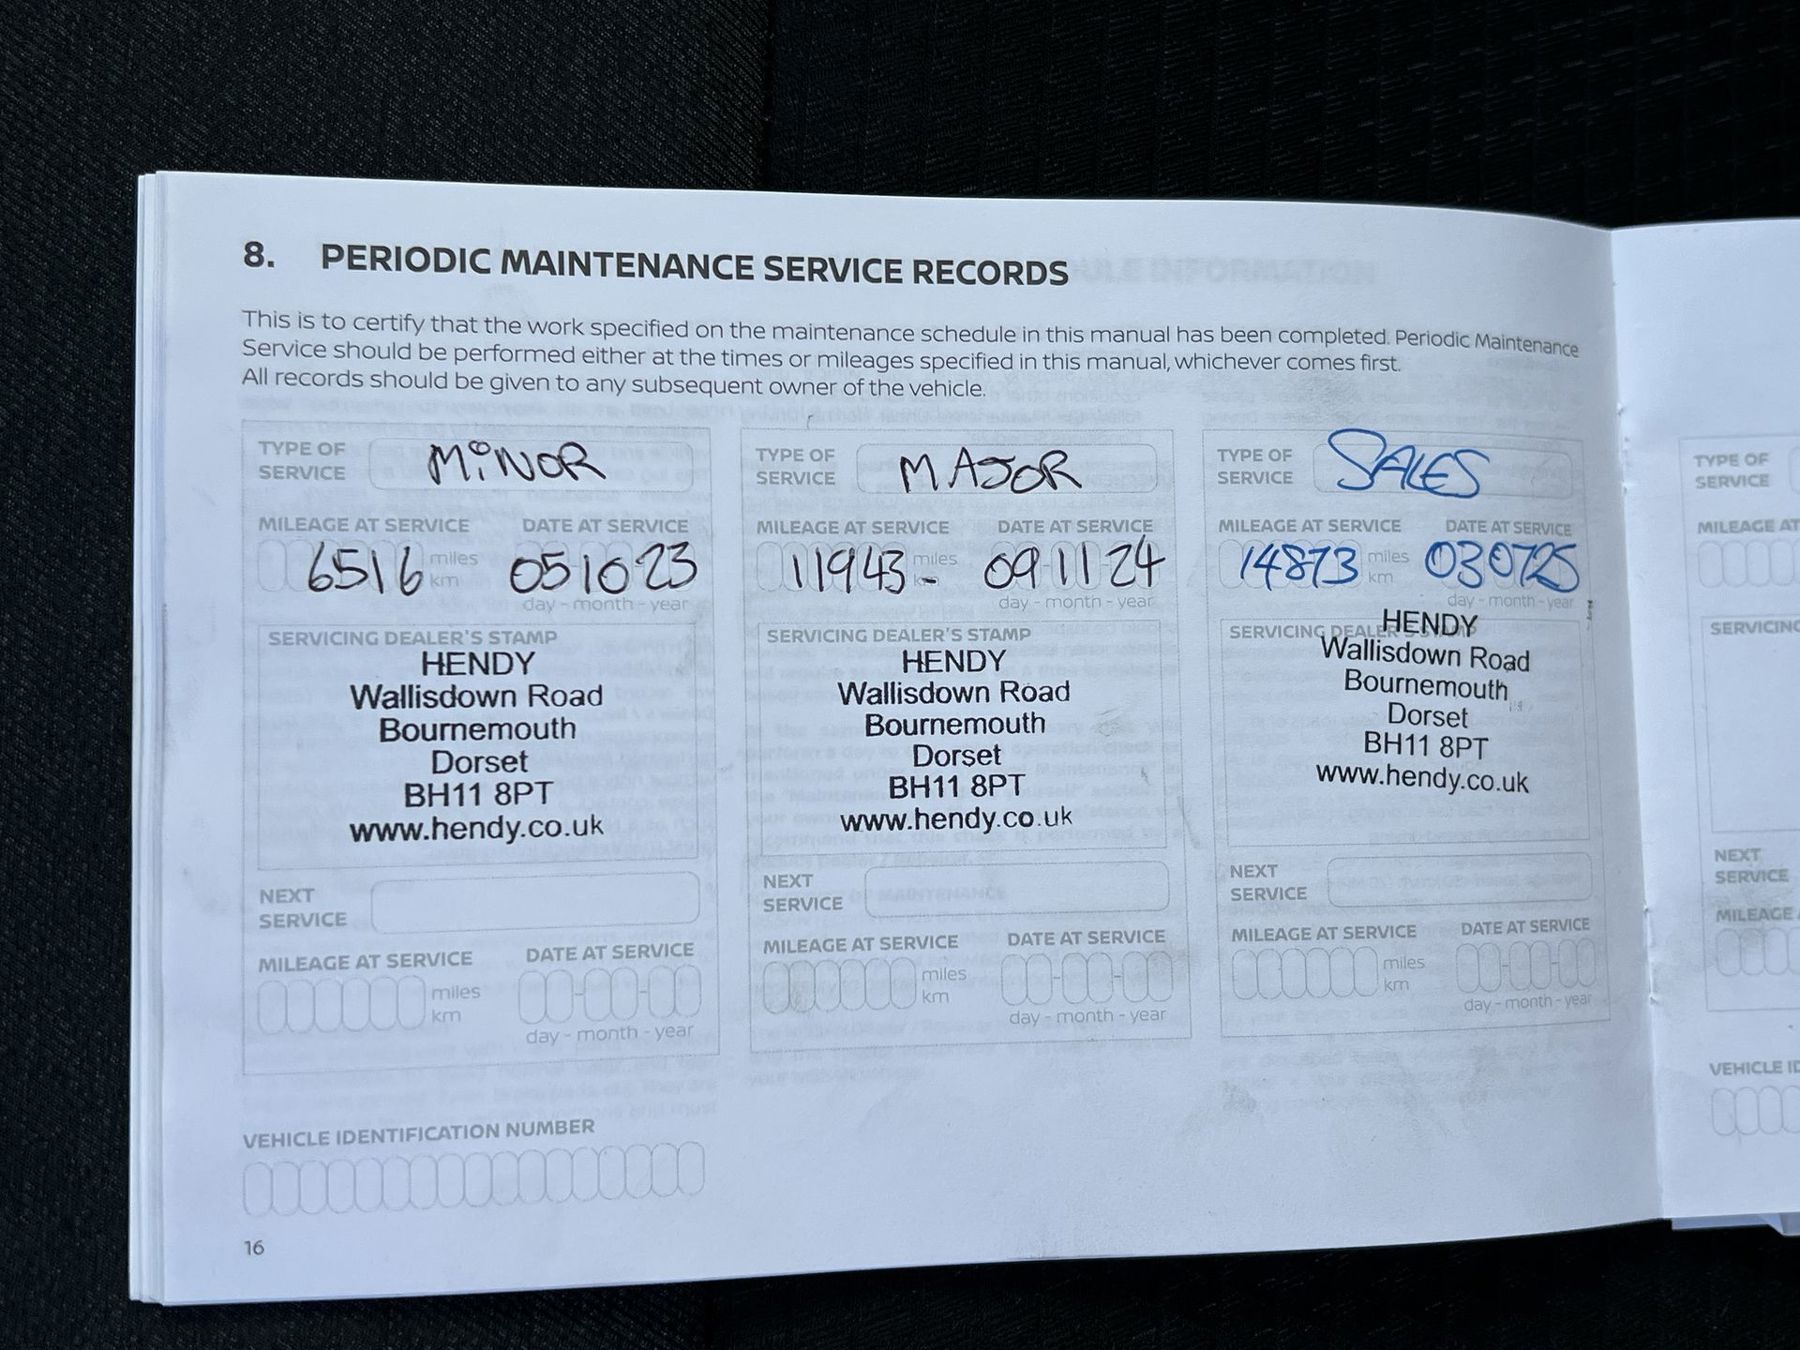 8. PERIODIC MAINTENANCE SERVICE RECORDS
This is to certify that the work specified on the maintenance schedule in this manual has been completed. Periodic Maintenance
Service should be performed either at the times or mileages specified in this manual, whichever comes first.
All records should be given to any subsequent owner of the vehicle.
TYPE OF
SERVICE
MiNOR
MILEAGE AT SERVICE
DATE AT SERVICE
6516
miles
km
051023
day - month - year
SERVICING DEALER'S STAMP
HENDY
Wallisdown Road
Bournemouth
Dorset
BH11 8PT
www.hendy.co.uk
NEXT
SERVICE
MILEAGE AT SERVICE
DATE AT SERVICE
miles
km
day - month - year
TYPE OF
SERVICE
MAJOR
MILEAGE AT SERVICE
DATE AT SERVICE
11943-
miles
km
091124
day - month - year
SERVICING DEALER'S STAMP
HENDY
Wallisdown Road
Bournemouth
Dorset
BH11 8PT
www.hendy.co.uk
NEXT
SERVICE
MILEAGE AT SERVICE
DATE AT SERVICE
miles
km
day - month - year
TYPE OF
SERVICE
SALES
MILEAGE AT SERVICE
DATE AT SERVICE
14873
miles
km
030725
day - month - year
SERVICING DEALER'S STAMP
HENDY
Wallisdown Road
Bournemouth
Dorset
BH11 8PT
www.hendy.co.uk
NEXT
SERVICE
MILEAGE AT SERVICE
DATE AT SERVICE
miles
km
day - month - year
VEHICLE IDENTIFICATION NUMBER
16
TYPE OF
SERVICE
MILEAGE AT
SERVICING
NEXT
SERVICE
MILEAGE
VEHICLE